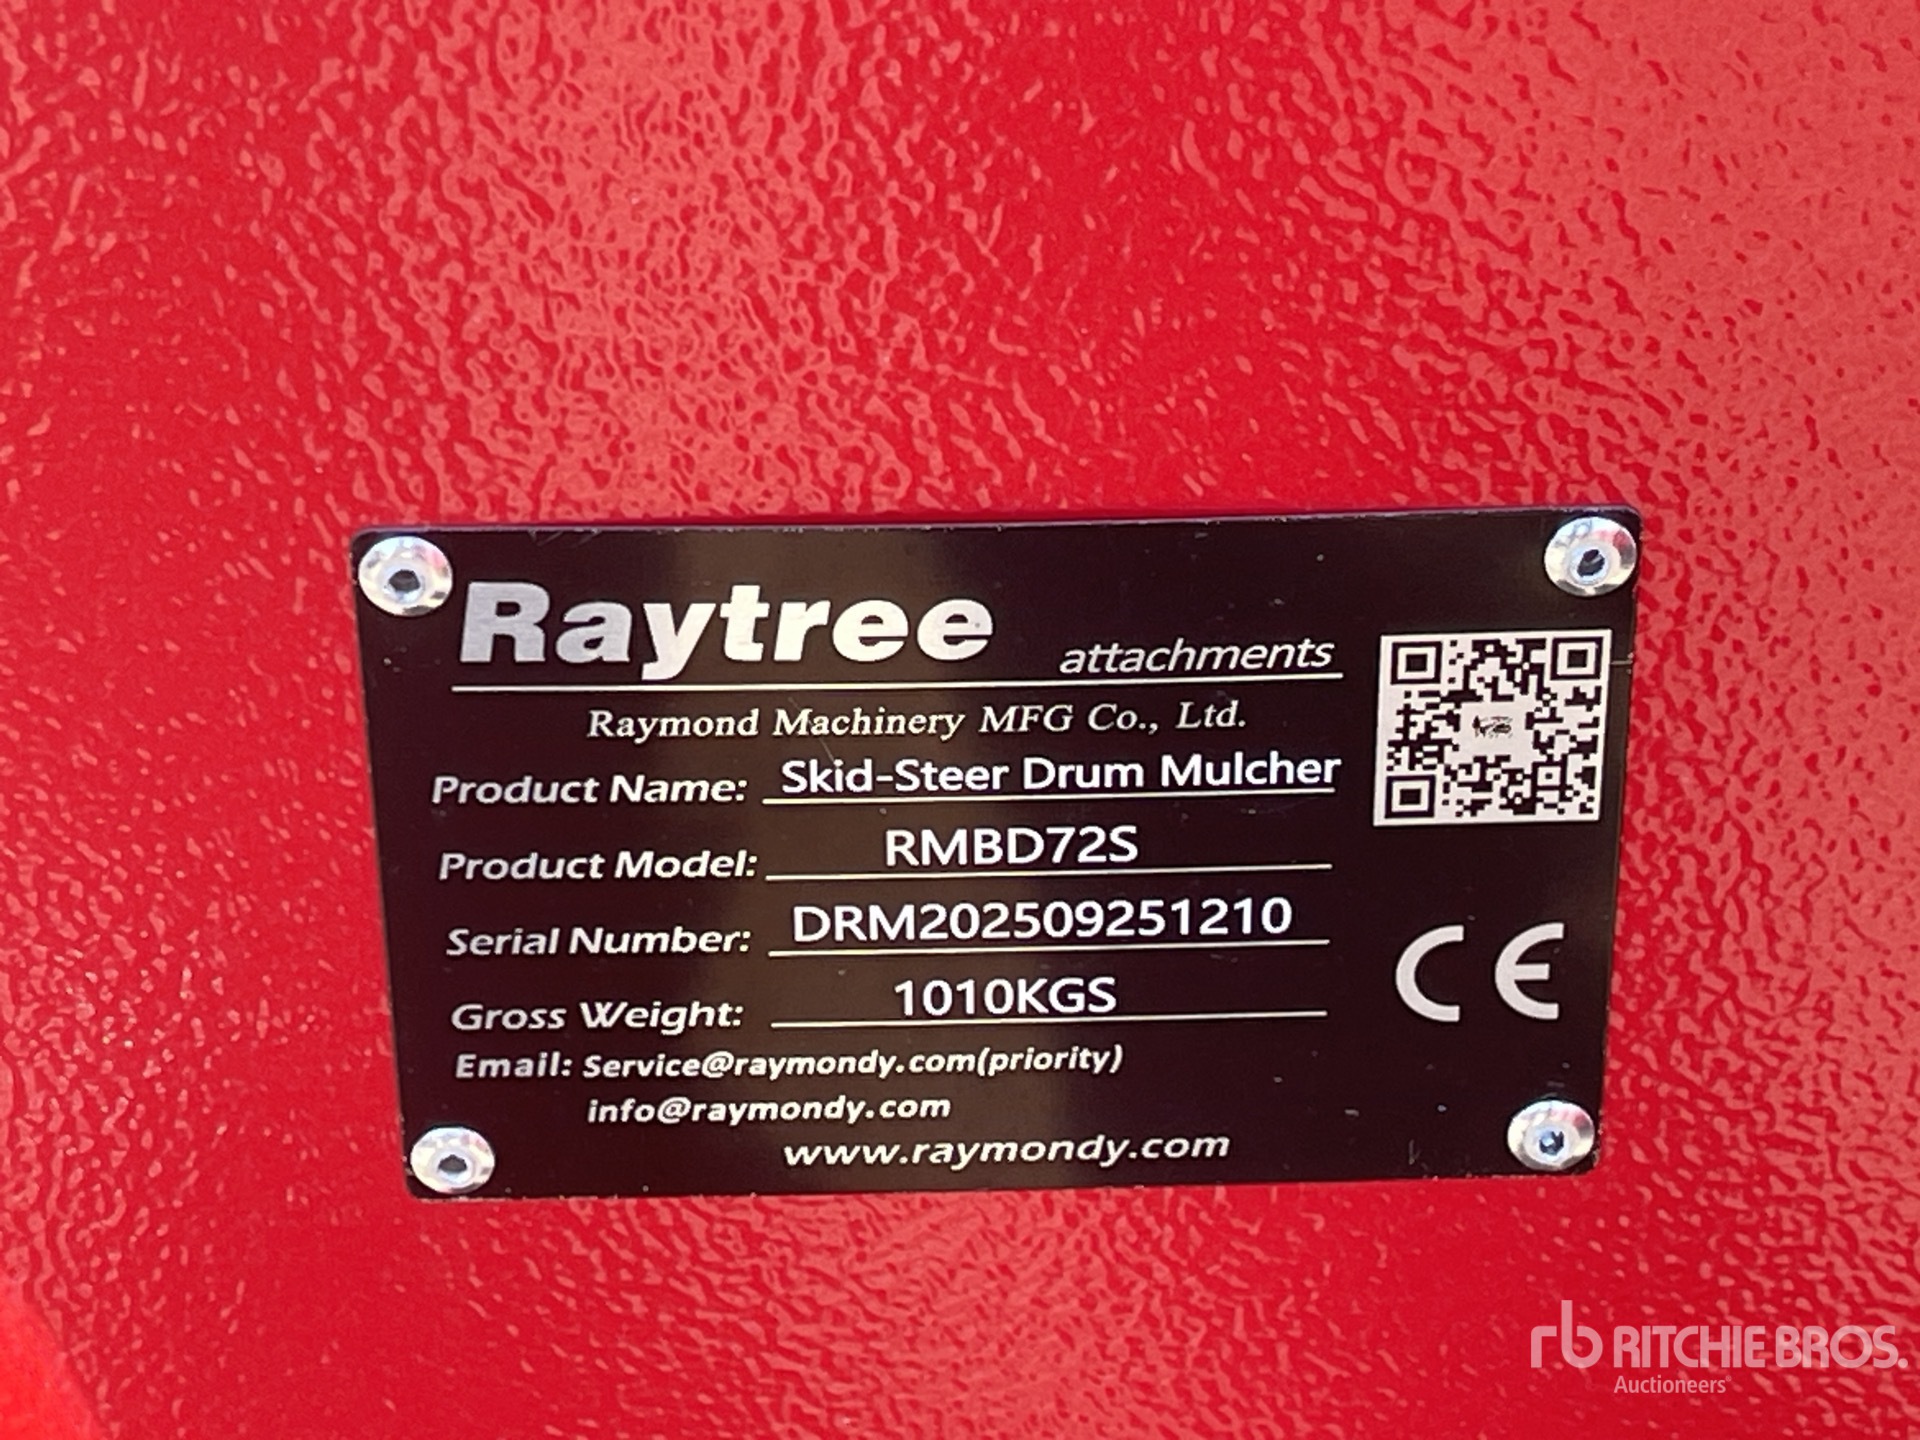 Raytree attachments
Raymond Machinery MFG Co., Ltd.
Product Name: Skid-Steer Drum Mulcher
Product Model: RMBD72S
Serial Number: DRM202509251210
Gross Weight: 1010KGS
Email: Service@raymondy.com(priority)
info@raymondy.com
www.raymondy.com
CE
rb RITCHIE BROS.
Auctioneers